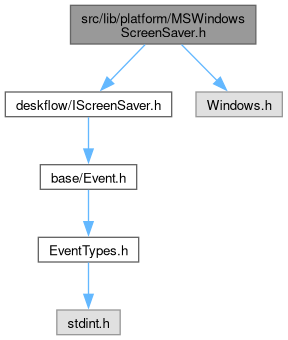 src/lib/platform/MSWindows
ScreenSaver.h
deskflow/IScreenSaver.h
Windows.h
base/Event.h
EventTypes.h
stdint.h